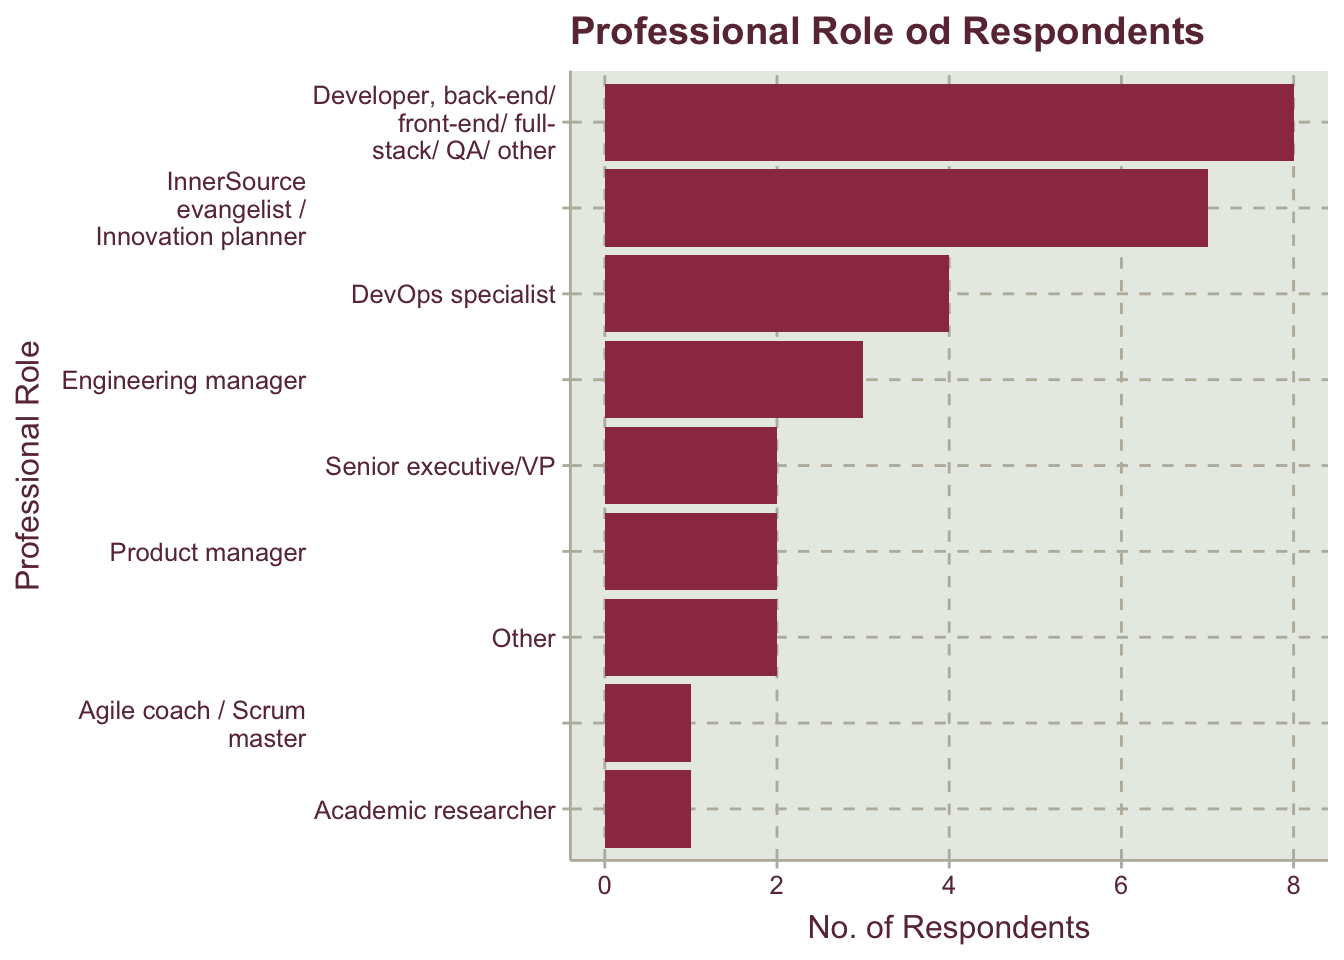 Professional Role od Respondents
Developer, back-end/
front-end/ full-
stack/ QA/ other
InnerSource
evangelist /
Innovation planner
DevOps specialist
Engineering manager
Senior executive/VP
Product manager
Other
Agile coach / Scrum
master
Academic researcher
Professional Role
0 2 4 6 8
No. of Respondents